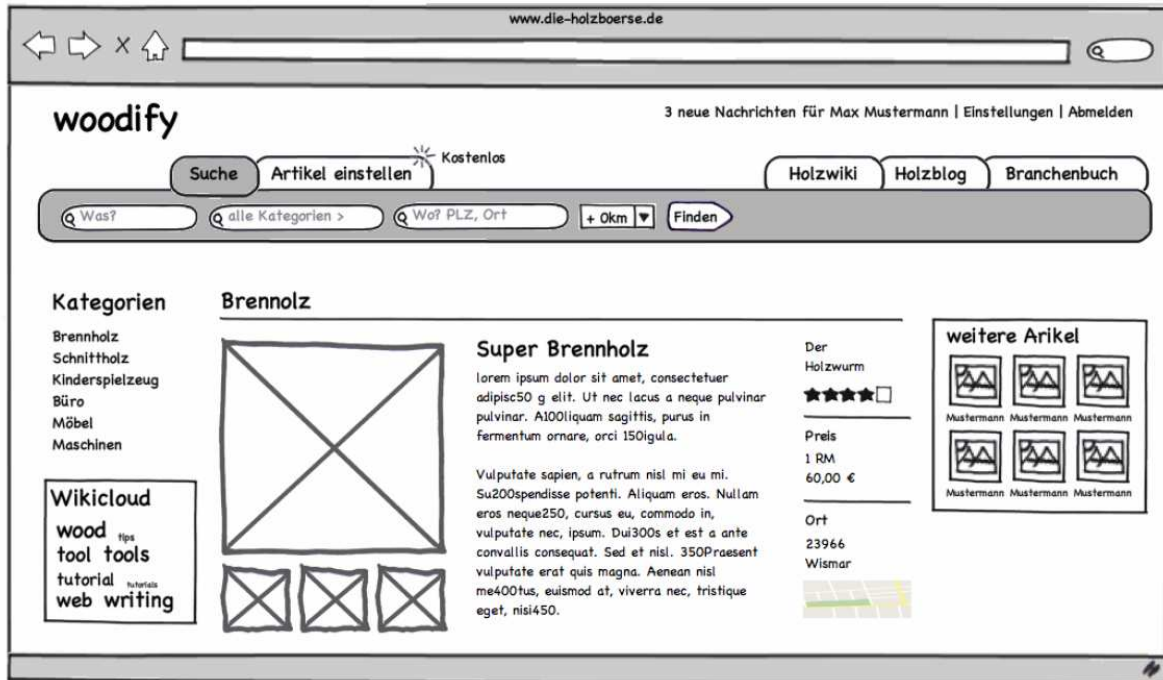 www.die-holzboerse.de
woodify
3 neue Nachrichten für Max Mustermann | Einstellungen | Abmelden
Kostenlos
Suche
Artikel einstellen
Holzwiki
Holzblog
Branchenbuch
Was?
alle Kategorien >
Wo? PLZ, Ort
+ 0km
Finden
Kategorien
Brennholz
Schnittholz
Kinderspielzeug
Büro
Möbel
Maschinen
Wikicloud
wood tips
tool tools
tutorial tutorials
web writing
Brennolz
Super Brennholz
lorem ipsum dolor sit amet, consectetuer
adipisc50 g elit. Ut nec lacus a neque pulvinar
pulvinar. A100liquam sagittis, purus in
fermentum ornare, orci 150igula.
Vulputate sapien, a rutrum nisl mi eu mi.
Su200spendisse potenti. Aliquam eros. Nullam
eros neque250, cursus eu, commodo in,
vulputate nec, ipsum. Dui300s et est a ante
convallis consequat. Sed et nisl. 350Praesent
vulputate erat quis magna. Aenean nisl
me400tus, euismod at, viverra nec, tristique
eget, nisi450.
Der
Holzwurm
Preis
1 RM
60,00 €
Ort
23966
Wismar
weitere Arikel
Mustermann Mustermann Mustermann
Mustermann Mustermann Mustermann